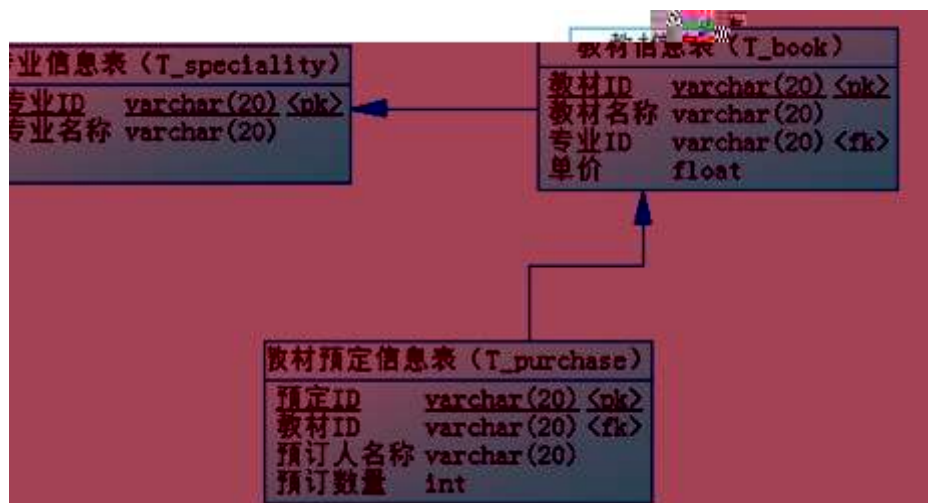 业信息表（T_speciality）
专业ID varchar(20) <pk>
专业名称 varchar(20)
教材信息表（T_book）
教材ID varchar(20) <pk>
教材名称 varchar(20)
专业ID varchar(20) <fk>
单价 float
教材预定信息表（T_purchase）
预定ID varchar(20) <pk>
教材ID varchar(20) <fk>
预订人名称 varchar(20)
预订数量 int